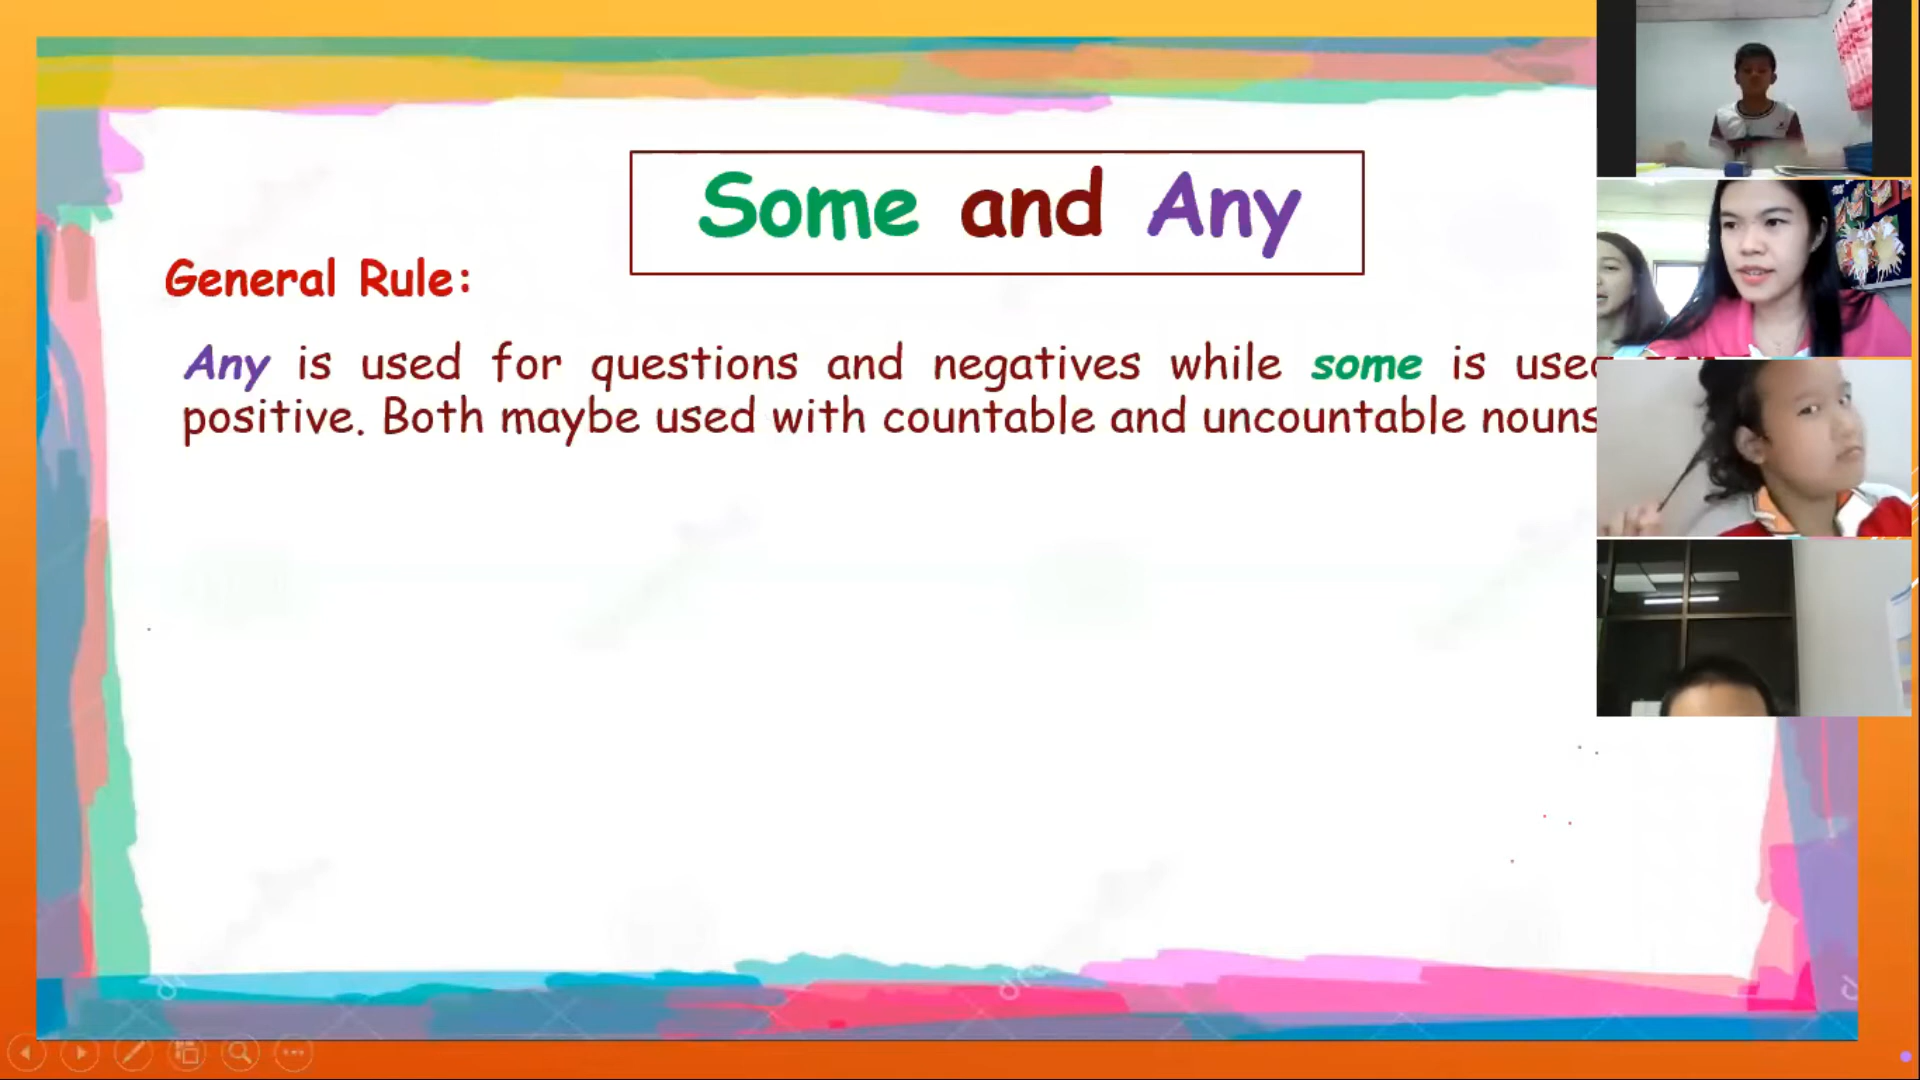 Some and Any
General Rule:
Any is used for questions and negatives while some is used
positive. Both maybe used with countable and uncountable nouns